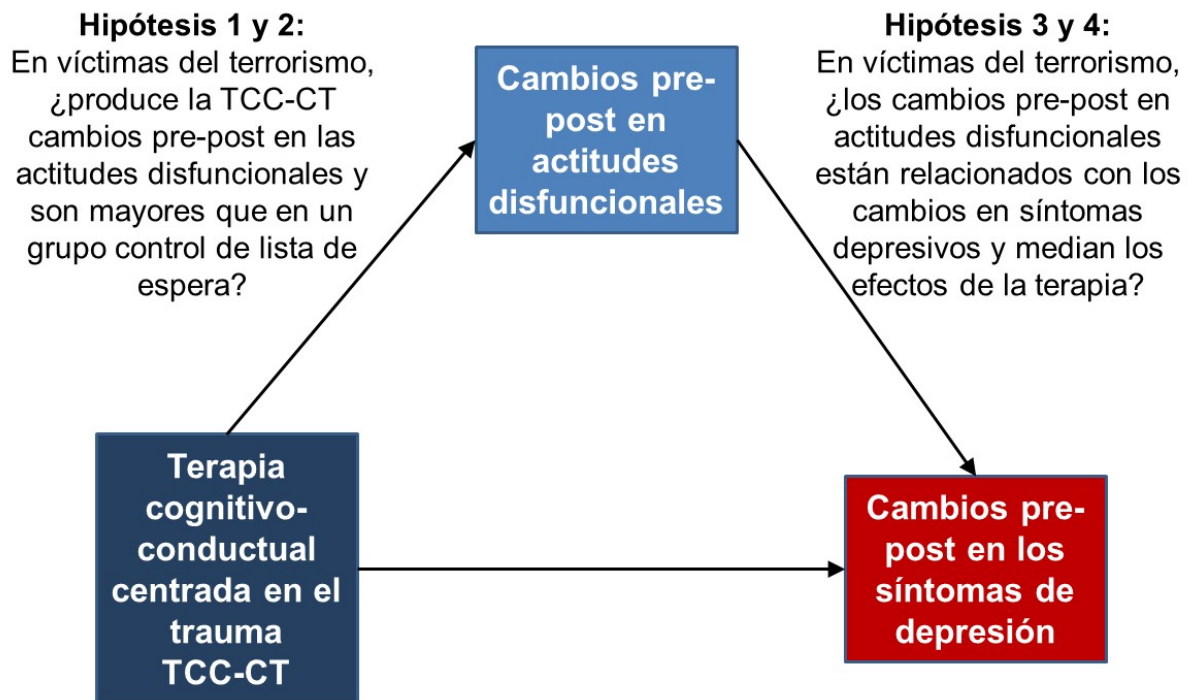 Hipótesis 1 y 2:
En víctimas del terrorismo,
¿produce la TCC-CT
cambios pre-post en las
actitudes disfuncionales y
son mayores que en un
grupo control de lista de
espera?
Cambios pre-
post en
actitudes
disfuncionales
Hipótesis 3 y 4:
En víctimas del terrorismo,
¿los cambios pre-post en
actitudes disfuncionales
están relacionados con los
cambios en síntomas
depresivos y median los
efectos de la terapia?
Terapia
cognitivo-
conductual
centrada en el
trauma
TCC-CT
Cambios pre-
post en los
síntomas de
depresión